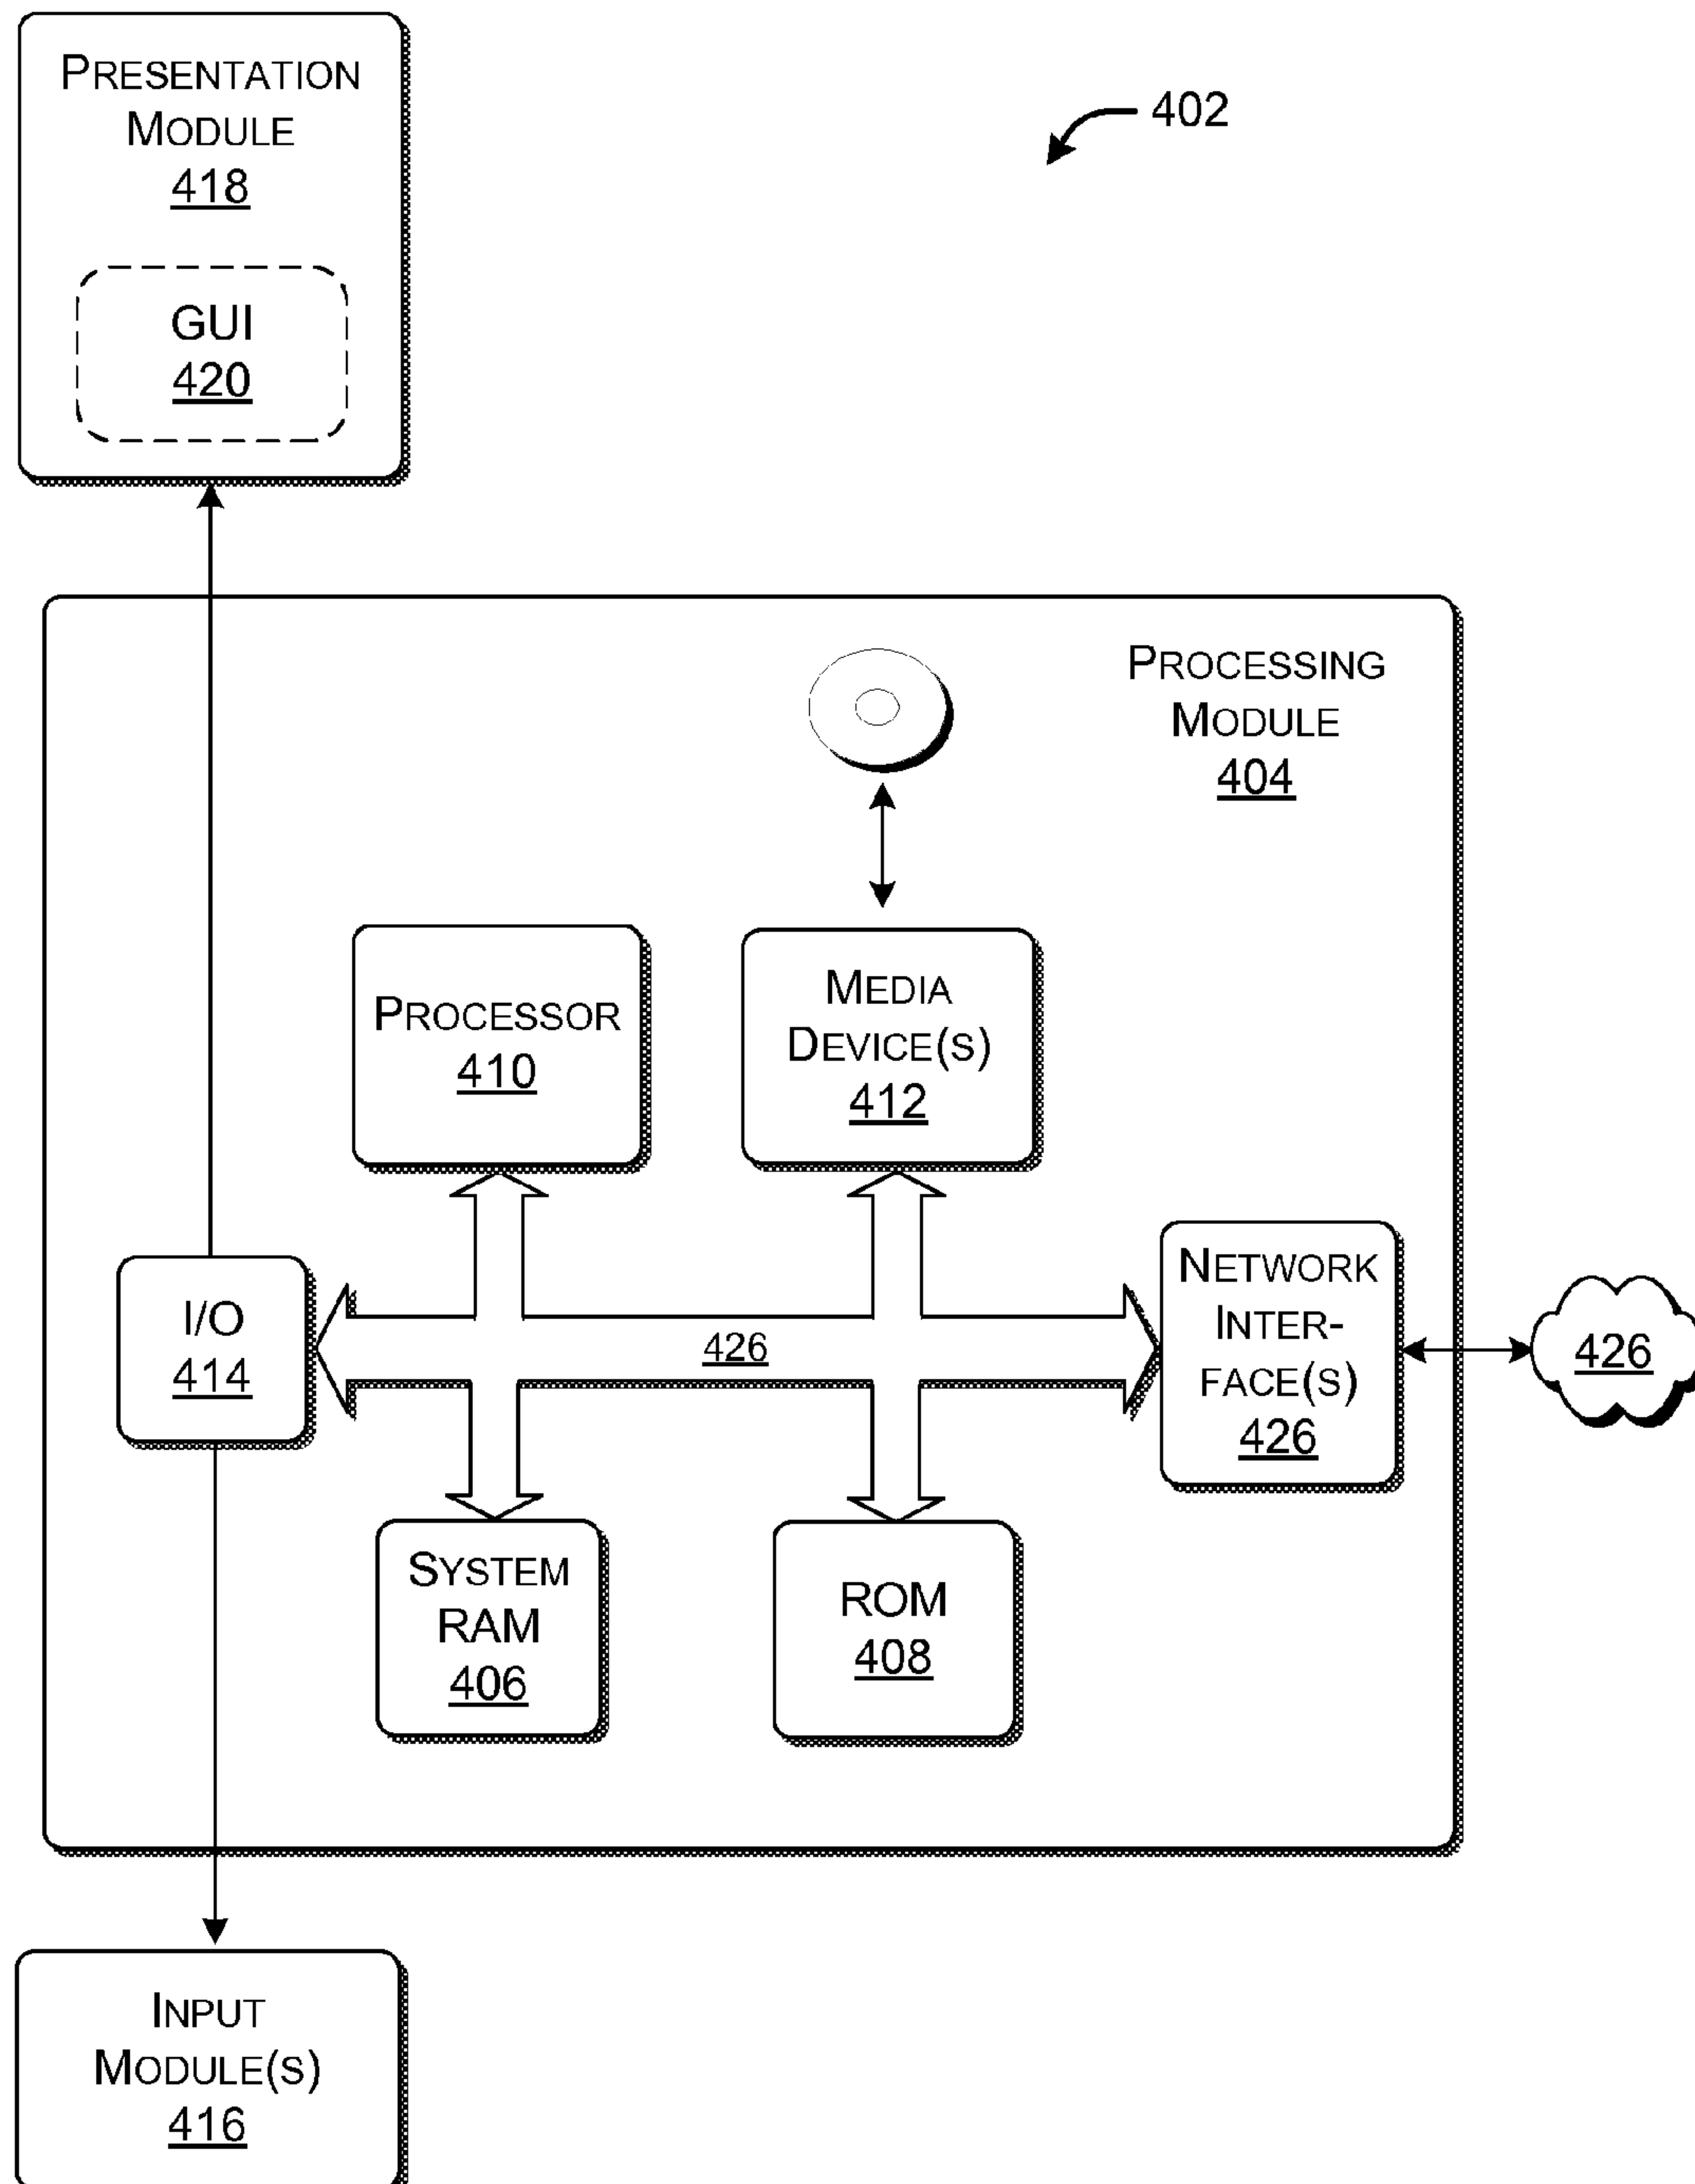 PRESENTATION
MODULE
418
GUI
420
402
PROCESSING
MODULE
404
PROCESSOR
410
MEDIA
DEVICE(S)
412
I/O
414
426
NETWORK
INTER-
FACE(S)
426
426
SYSTEM
RAM
406
ROM
408
INPUT
MODULE(S)
416